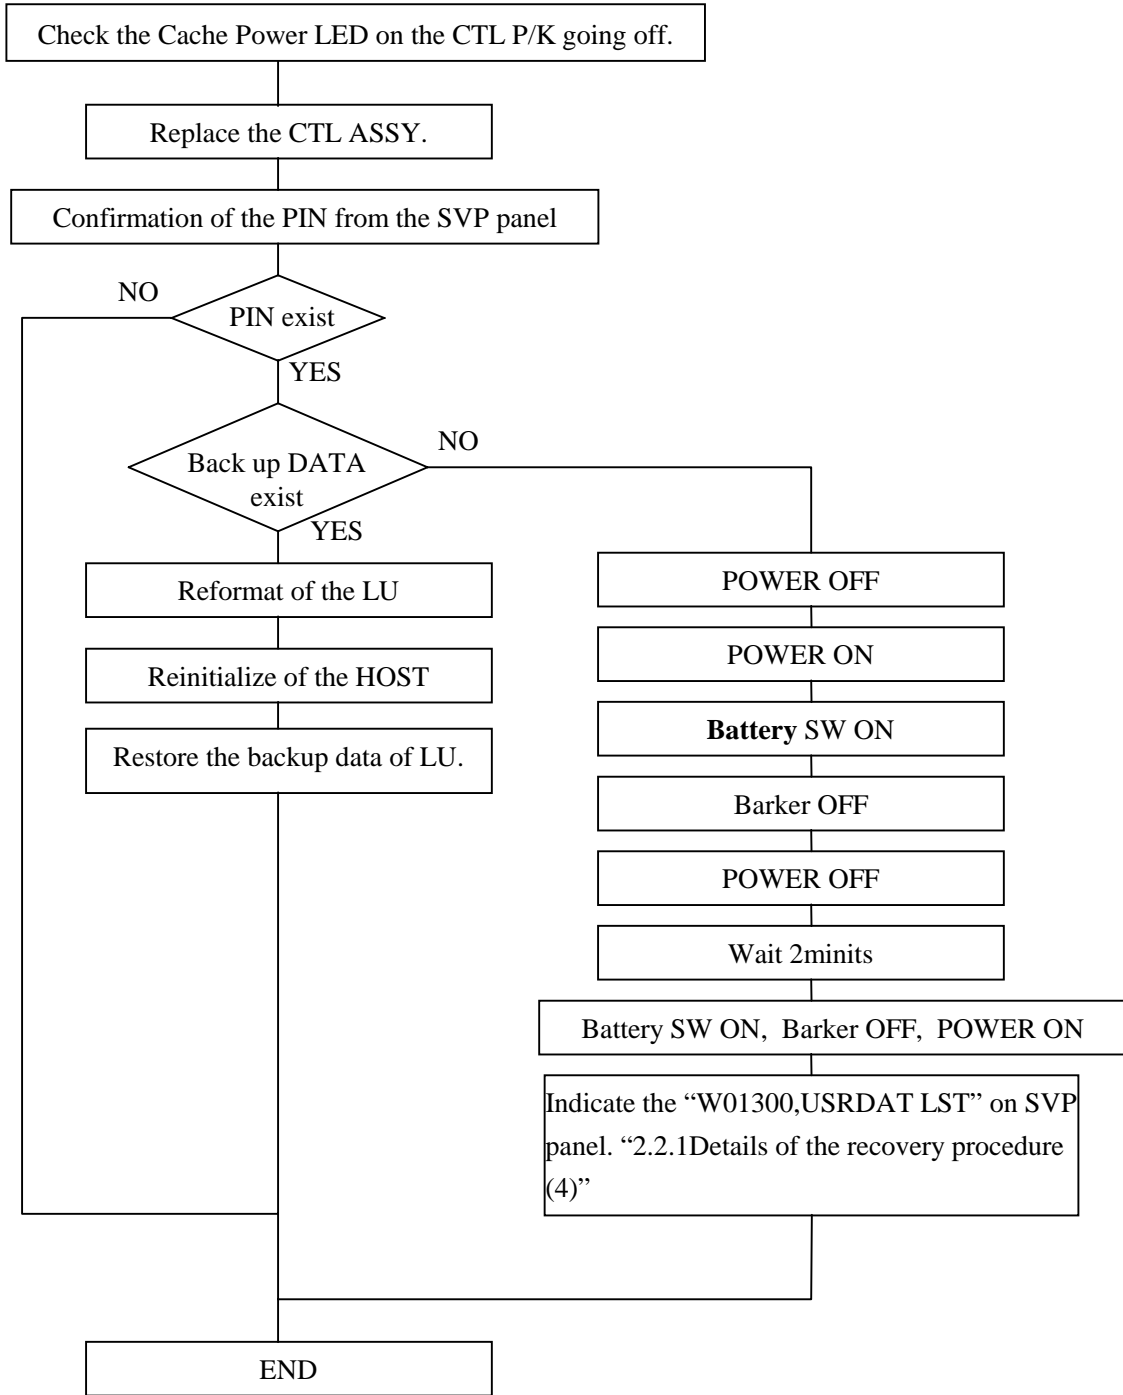 Check the Cache Power LED on the CTL P/K going off.
Replace the CTL ASSY.
Confirmation of the PIN from the SVP panel
NO
PIN exist
YES
NO
Back up DATA
exist
YES
Reformat of the LU
Reinitialize of the HOST
Restore the backup data of LU.
POWER OFF
POWER ON
Battery SW ON
Barker OFF
POWER OFF
Wait 2minits
Battery SW ON, Barker OFF, POWER ON
Indicate the “W01300,USRDAT LST” on SVP
panel. “2.2.1Details of the recovery procedure
(4)”
END